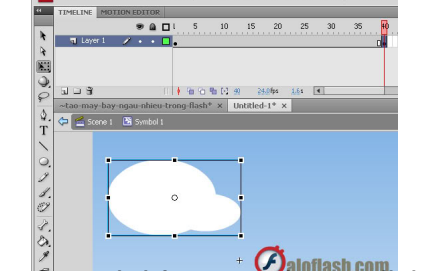 TIMELINE MOTION EDITOR
1 5 10 15 20 25 30 35 40
Layer 1
40 24.0fps 1.6s
~tao-may-bay-ngau-nhieu-trong-flash* × Untitled-1* ×
Scene 1 Symbol 1
T
aloflash.com